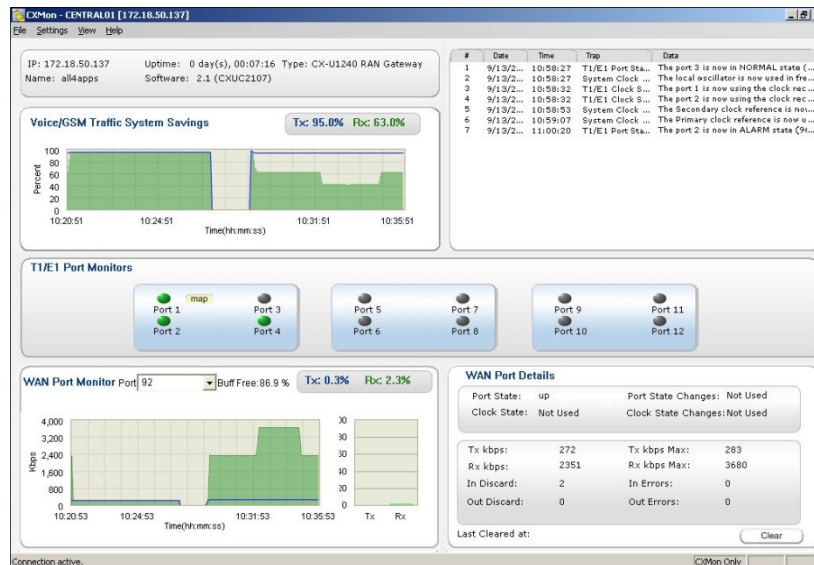 CXMon - CENTRAL01 [172.18.50.137]
File Settings View Help
IP: 172.18.50.137 Uptime: 0 day(s), 00:07:16 Type: CX-U1240 RAN Gateway
Name: all4apps Software: 2.1 (CXUC2107)
Voice/GSM Traffic System Savings Tx: 95.0% Rx: 63.0%
Percent
100
80
60
40
20
0
10:20:51 10:24:51 10:31:51 10:35:51
Time(hh:mm:ss)
# Date Time Trap Data
1 9/13/2... 10:58:27 T1/E1 Port Sta... The port 3 is now in NORMAL state (...
2 9/13/2... 10:58:27 System Clock ... The local oscillator is now used in fre...
3 9/13/2... 10:58:32 T1/E1 Clock S... The port 1 is now using the clock rec...
4 9/13/2... 10:58:32 T1/E1 Clock S... The port 2 is now using the clock rec...
5 9/13/2... 10:58:53 System Clock ... The Secondary clock reference is now...
6 9/13/2... 10:59:07 System Clock ... The Primary clock reference is now u...
7 9/13/2... 11:00:20 T1/E1 Port Sta... The port 2 is now in ALARM state (9...
T1/E1 Port Monitors
Port 1 map Port 3
Port 2 Port 4
Port 5 Port 7
Port 6 Port 8
Port 9 Port 11
Port 10 Port 12
WAN Port Monitor Port 92 Buff Free:86.9 % Tx: 0.3% Rx: 2.3%
Kbps
4,000
3,200
2,400
1,600
800
0
10:20:53 10:24:53 10:31:53 10:35:53
Time(hh:mm:ss)
00
30
60
40
20
0
Tx Rx
WAN Port Details
Port State: up Port State Changes: Not Used
Clock State: Not Used Clock State Changes: Not Used
Tx kbps: 272 Tx kbps Max: 283
Rx kbps: 2351 Rx kbps Max: 3680
In Discard: 2 In Errors: 0
Out Discard: 0 Out Errors: 0
Last Cleared at: Clear
Connection active. CXMon Only